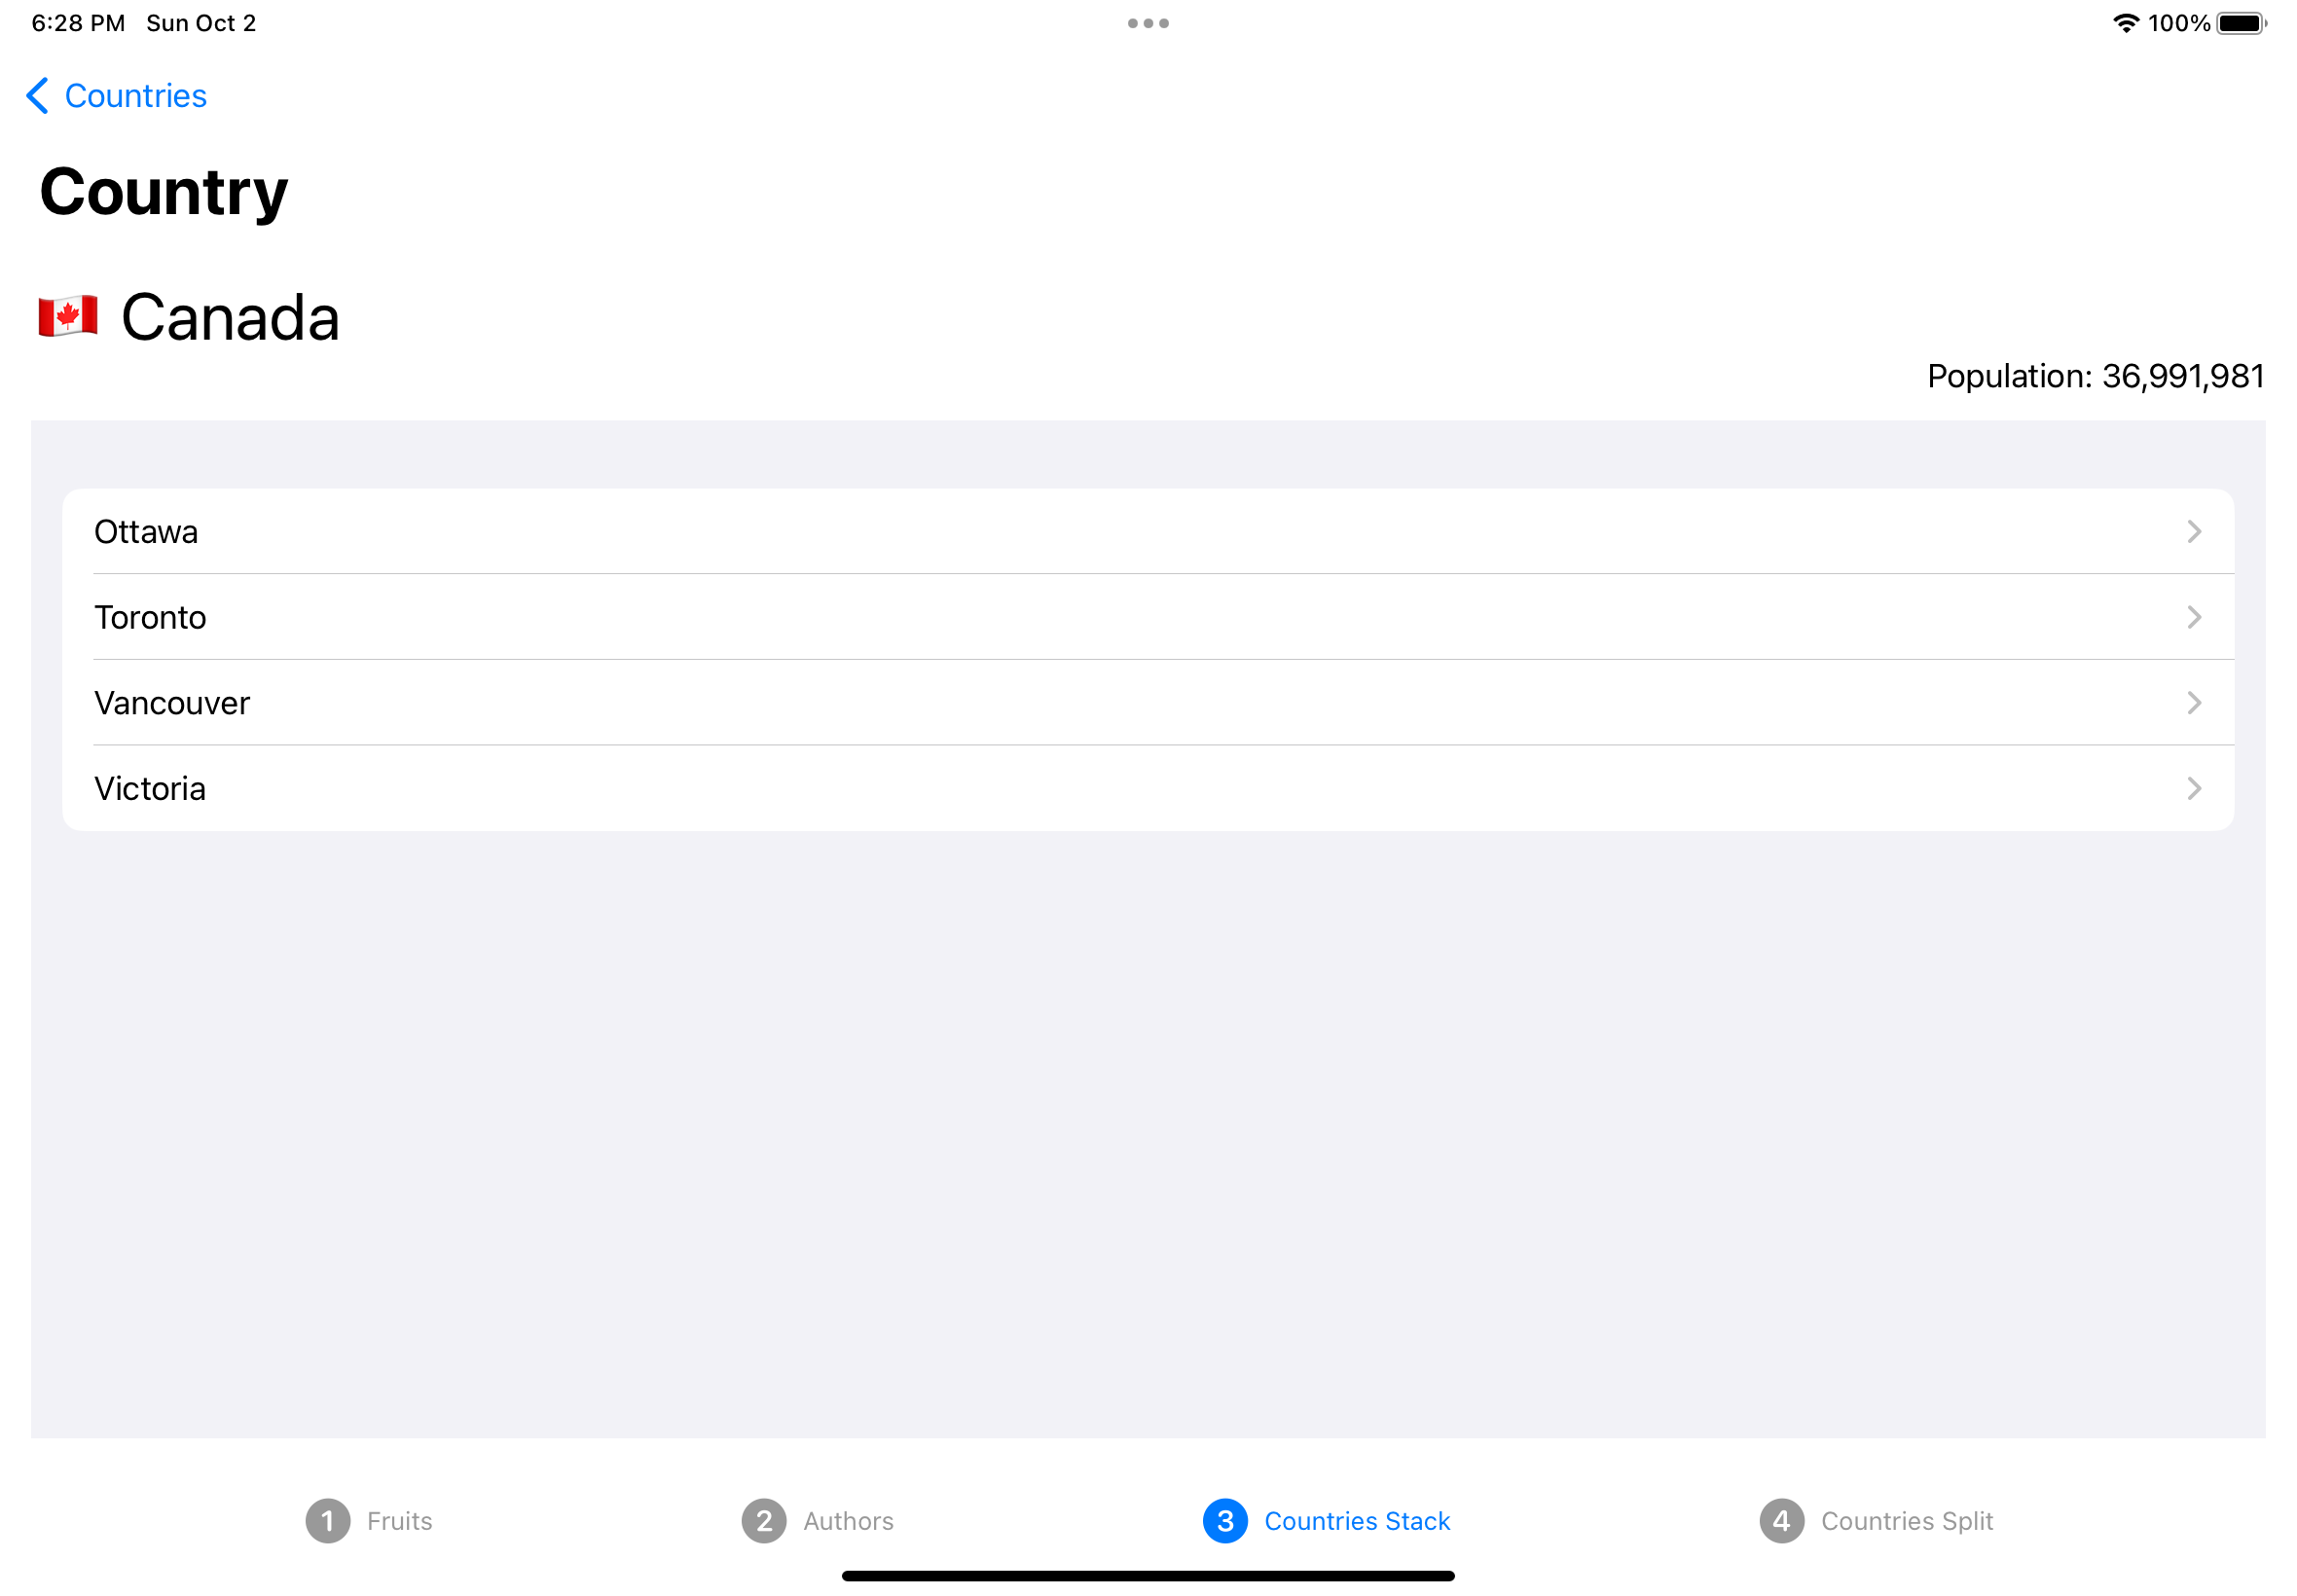 6:28 PM Sun Oct 2 100%
Countries
Country
🇨🇦 Canada
Population: 36,991,981
Ottawa
Toronto
Vancouver
Victoria
1 Fruits 2 Authors 3 Countries Stack 4 Countries Split